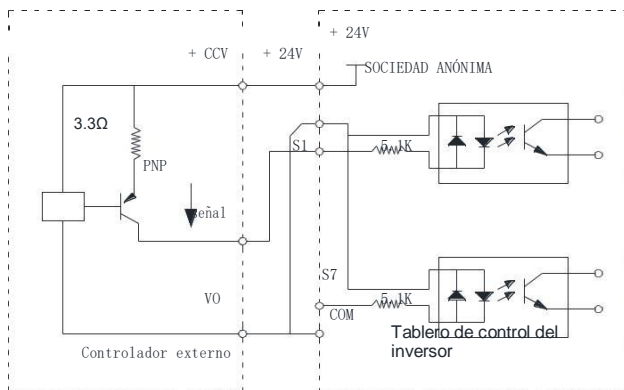 + 24V
+ CCV
+ 24V
SOCIEDAD ANÓNIMA
3.3Ω
S1
5.1K
PNP
señal
S7
VO
5.1K
COM
Tablero de control del
inversor
Controlador externo